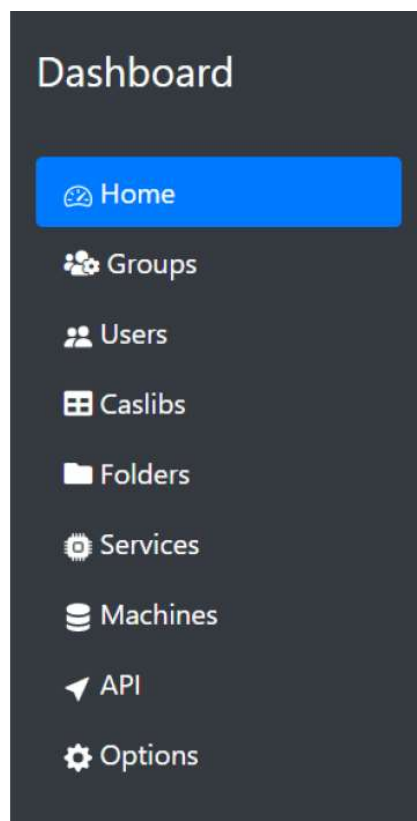 Dashboard
Home
Groups
Users
Caslibs
Folders
Services
Machines
API
Options